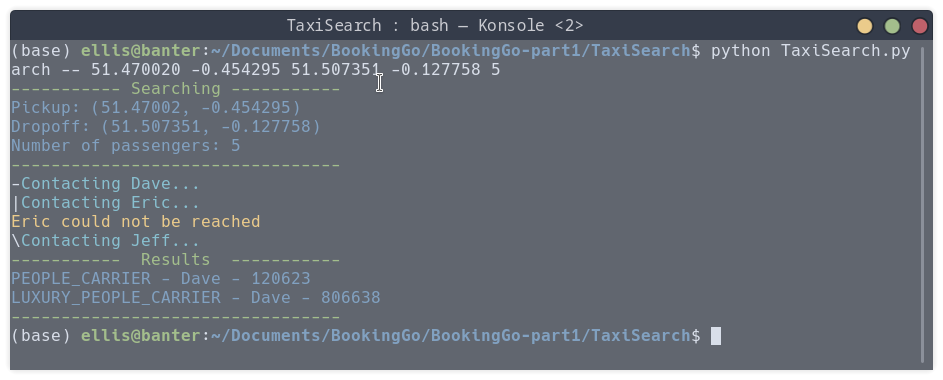 TaxiSearch : bash — Konsole <2>
(base) ellis@banter:~/Documents/BookingGo/BookingGo-part1/TaxiSearch$ python TaxiSearch.py
arch -- 51.470020 -0.454295 51.507351 -0.127758 5
----------- Searching -----------
Pickup: (51.47002, -0.454295)
Dropoff: (51.507351, -0.127758)
Number of passengers: 5
---------------------------------
-Contacting Dave...
|Contacting Eric...
Eric could not be reached
\Contacting Jeff...
-----------  Results  -----------
PEOPLE_CARRIER - Dave - 120623
LUXURY_PEOPLE_CARRIER - Dave - 806638
---------------------------------
(base) ellis@banter:~/Documents/BookingGo/BookingGo-part1/TaxiSearch$